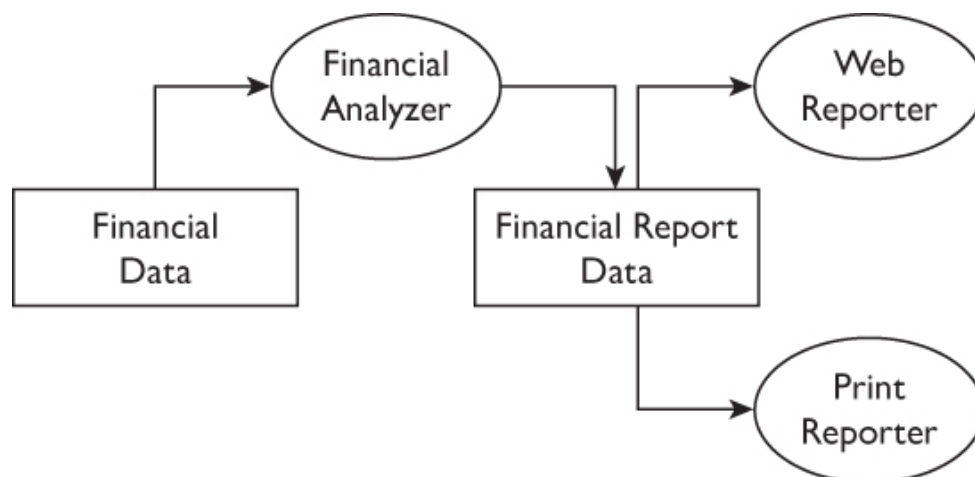 Financial
Analyzer
Web
Reporter
Financial
Data
Financial Report
Data
Print
Reporter